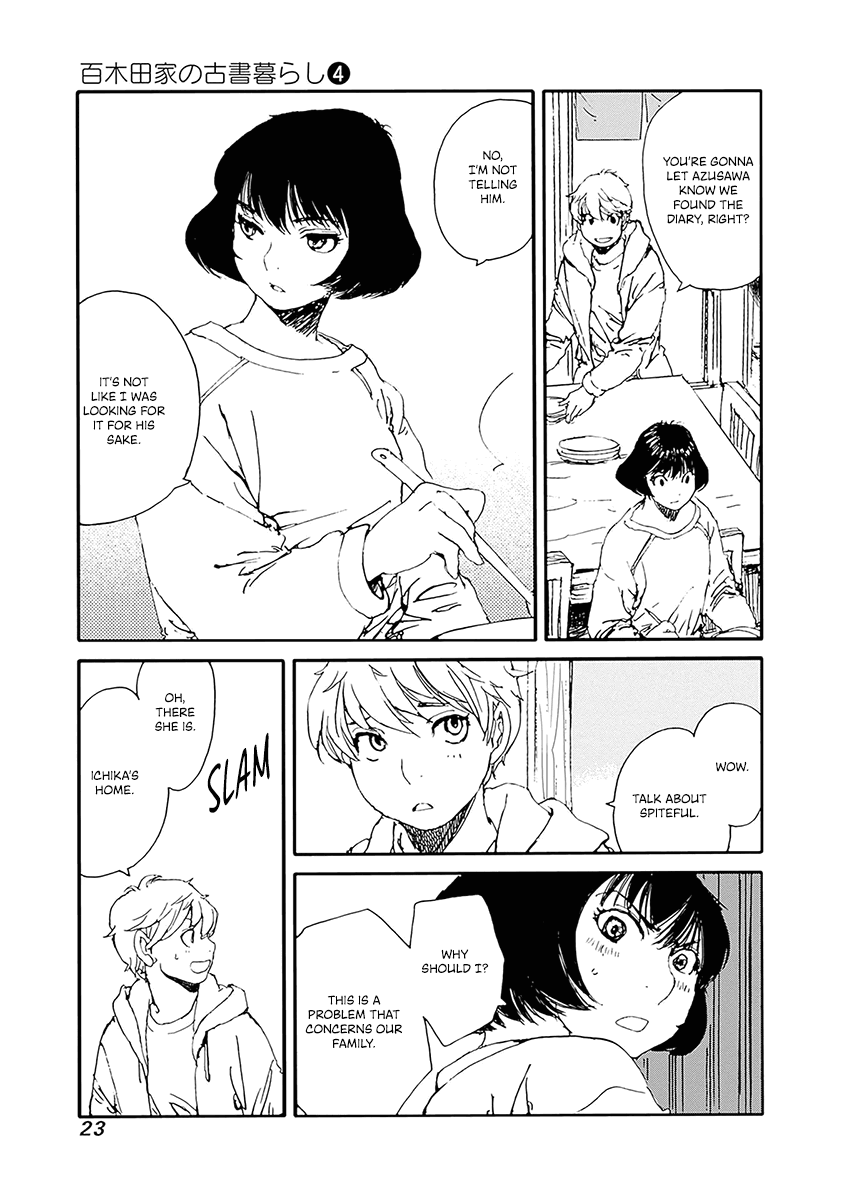 百木田家の古書暮らし❹
YOU'RE GONNA
LET AZUSAWA
KNOW WE
FOUND THE
DIARY, RIGHT?
NO,
I'M NOT
TELLING
HIM.
IT'S NOT
LIKE I WAS
LOOKING FOR
IT FOR HIS
SAKE.
WOW.
TALK ABOUT
SPITEFUL.
WHY
SHOULD I?
THIS IS A
PROBLEM THAT
CONCERNS OUR
FAMILY.
SLAM
OH,
THERE
SHE IS.
ICHIKA'S
HOME.
23